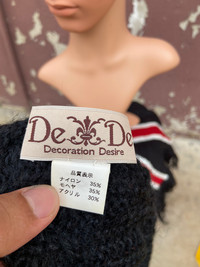 De De
Decoration Desire
品質表示
ナイロン 35%
モヘヤ 35%
アクリル 30%